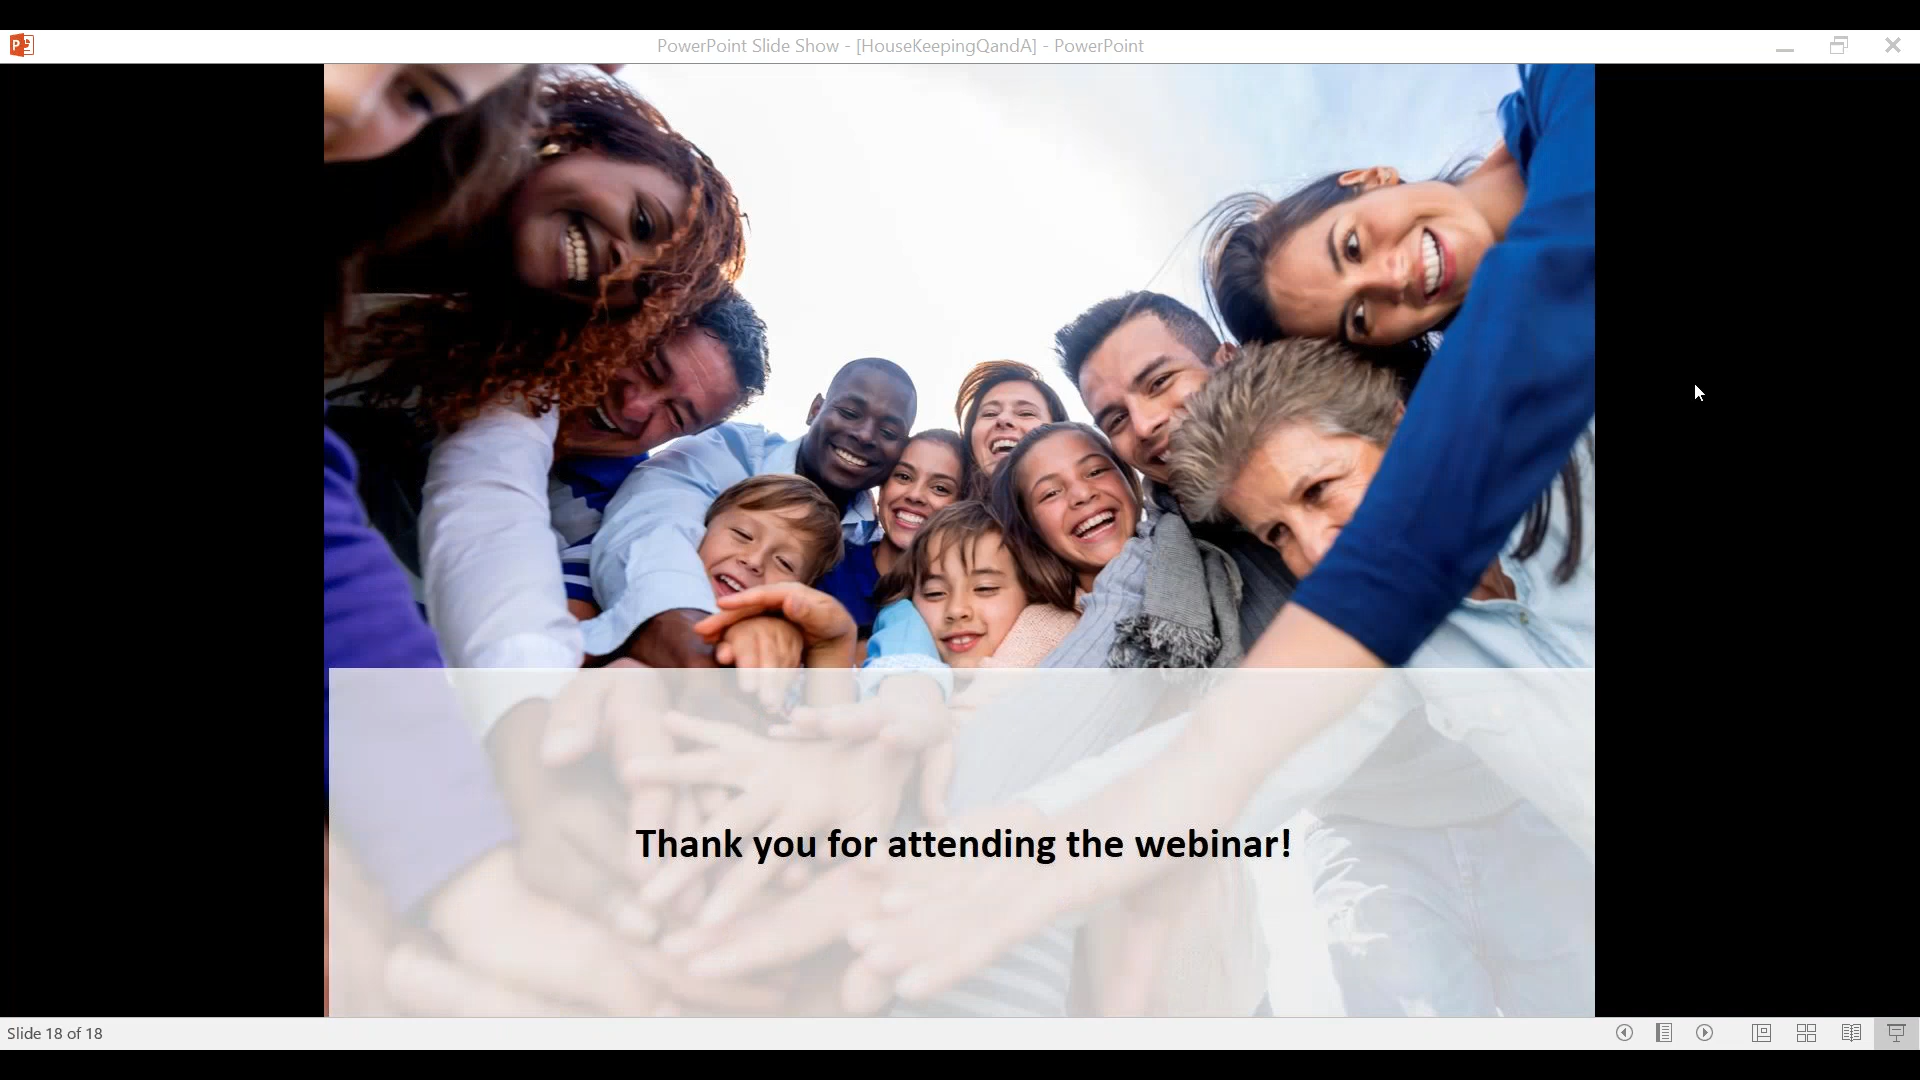 PowerPoint Slide Show - [HouseKeepingQandA] - PowerPoint
Thank you for attending the webinar!
Slide 18 of 18